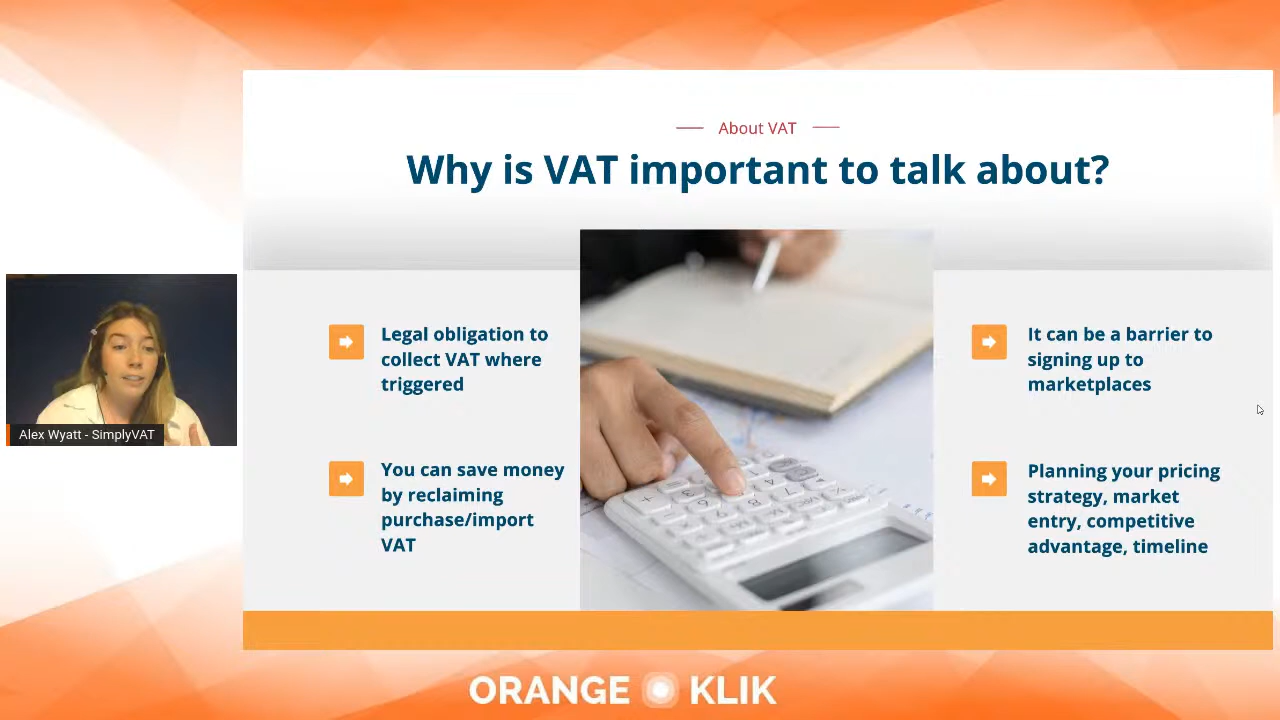 About VAT
Why is VAT important to talk about?
Legal obligation to
collect VAT where
triggered
You can save money
by reclaiming
purchase/import
VAT
It can be a barrier to
signing up to
marketplaces
Planning your pricing
strategy, market
entry, competitive
advantage, timeline
Alex Wyatt - SimplyVAT
ORANGE KLIK